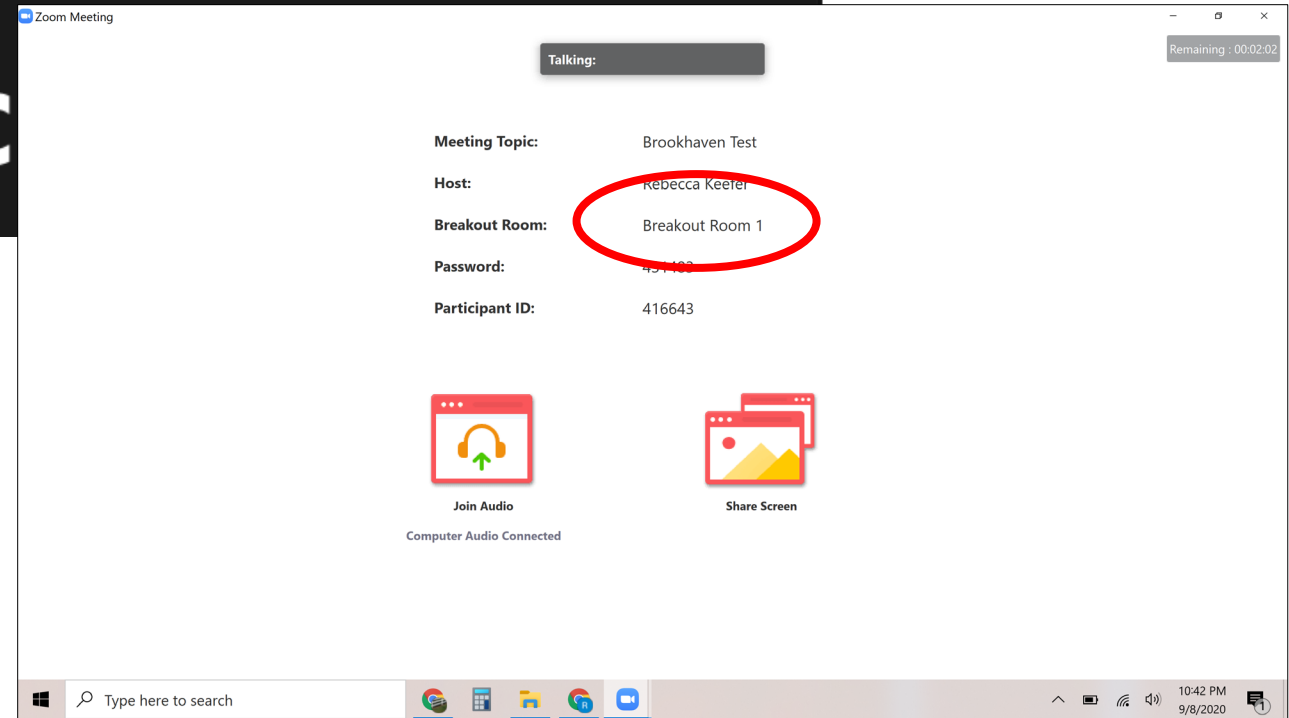 Zoom Meeting
Remaining : 00:02:02
Talking:
Meeting Topic: Brookhaven Test
Host: Rebecca Keefer
Breakout Room: Breakout Room 1
Password:
Participant ID: 416643
Join Audio Share Screen
Computer Audio Connected
Type here to search
10:42 PM
9/8/2020
1
R